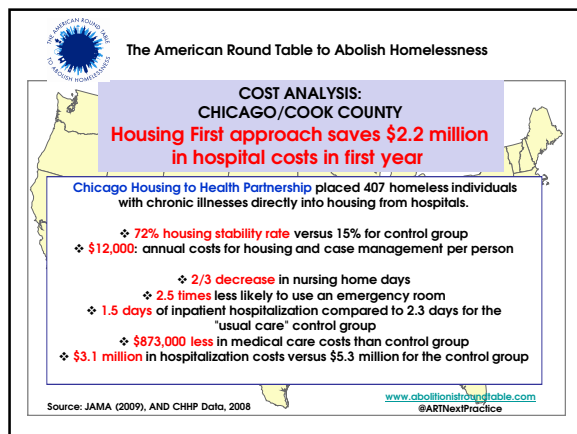 THE AMERICAN ROUND TABLE
TO ABOLISH HOMELESSNESS
The American Round Table to Abolish Homelessness
COST ANALYSIS:
CHICAGO/COOK COUNTY
Housing First approach saves $2.2 million
in hospital costs in first year
Chicago Housing to Health Partnership placed 407 homeless individuals
with chronic illnesses directly into housing from hospitals.
❖ 72% housing stability rate versus 15% for control group
❖ $12,000: annual costs for housing and case management per person
❖ 2/3 decrease in nursing home days
❖ 2.5 times less likely to use an emergency room
❖ 1.5 days of inpatient hospitalization compared to 2.3 days for the
"usual care" control group
❖ $873,000 less in medical care costs than control group
❖ $3.1 million in hospitalization costs versus $5.3 million for the control group
Source: JAMA (2009), AND CHHP Data, 2008
www.abolitionistroundtable.com
@ARTNextPractice